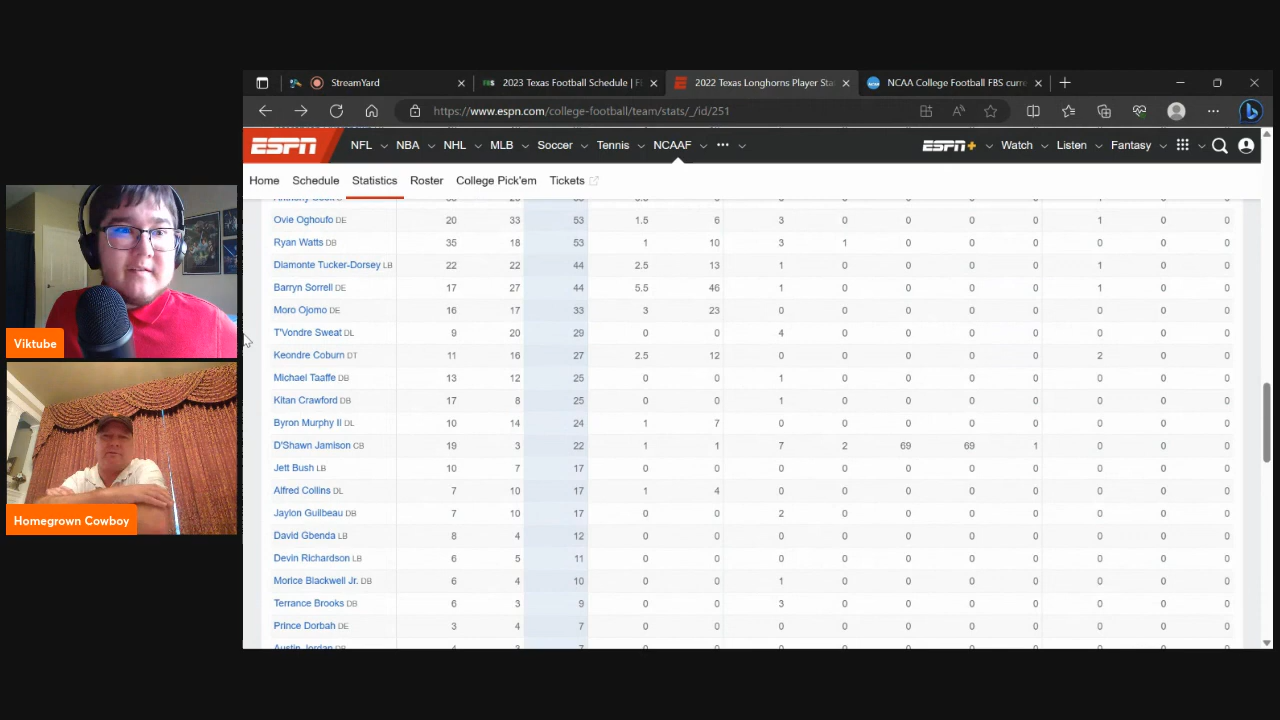 StreamYard
2023 Texas Football Schedule | F
2022 Texas Longhorns Player Sta
NCAA College Football FBS curre
https://www.espn.com/college-football/team/stats/_/id/251
ESPN NFL NBA NHL MLB Soccer Tennis NCAAF ESPN+ Watch Listen Fantasy
Home Schedule Statistics Roster College Pick'em Tickets
Ovie Oghoufo DE 20 33 53 1.5 6 3 0 0 0 0 1 0 0
Ryan Watts DB 35 18 53 1 10 3 1 0 0 0 0 0 0
Diamonte Tucker-Dorsey LB 22 22 44 2.5 13 1 0 0 0 0 1 0 0
Barryn Sorrell DE 17 27 44 5.5 46 1 0 0 0 0 1 0 0
Moro Ojomo DE 16 17 33 3 23 0 0 0 0 0 0 0 0
T'Vondre Sweat DL 9 20 29 0 0 4 0 0 0 0 0 0 0
Keondre Coburn DT 11 16 27 2.5 12 0 0 0 0 0 2 0 0
Michael Taaffe DB 13 12 25 0 0 1 0 0 0 0 0 0 0
Kitan Crawford DB 17 8 25 0 0 1 0 0 0 0 0 0 0
Byron Murphy II DL 10 14 24 1 7 0 0 0 0 0 0 0 0
D'Shawn Jamison CB 19 3 22 1 1 7 2 69 69 1 0 0 0
Jett Bush LB 10 7 17 0 0 0 0 0 0 0 0 0 0
Alfred Collins DL 7 10 17 1 4 0 0 0 0 0 0 0 0
Jaylon Guilbeau DB 7 10 17 0 0 2 0 0 0 0 0 0 0
David Gbenda LB 8 4 12 0 0 0 0 0 0 0 0 0 0
Devin Richardson LB 6 5 11 0 0 0 0 0 0 0 0 0 0
Morice Blackwell Jr. DB 6 4 10 0 0 1 0 0 0 0 0 0 0
Terrance Brooks DB 6 3 9 0 0 3 0 0 0 0 0 0 0
Prince Dorbah DE 3 4 7 0 0 0 0 0 0 0 0 0 0
Viktube
Homegrown Cowboy